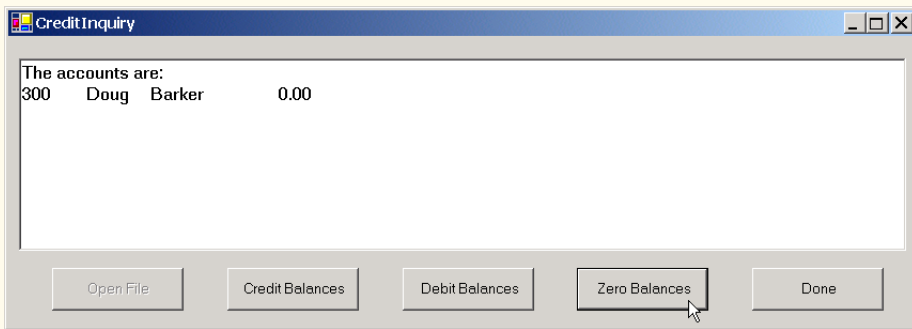 CreditInquiry
The accounts are:
300 Doug Barker 0.00
Open File Credit Balances Debit Balances Zero Balances Done